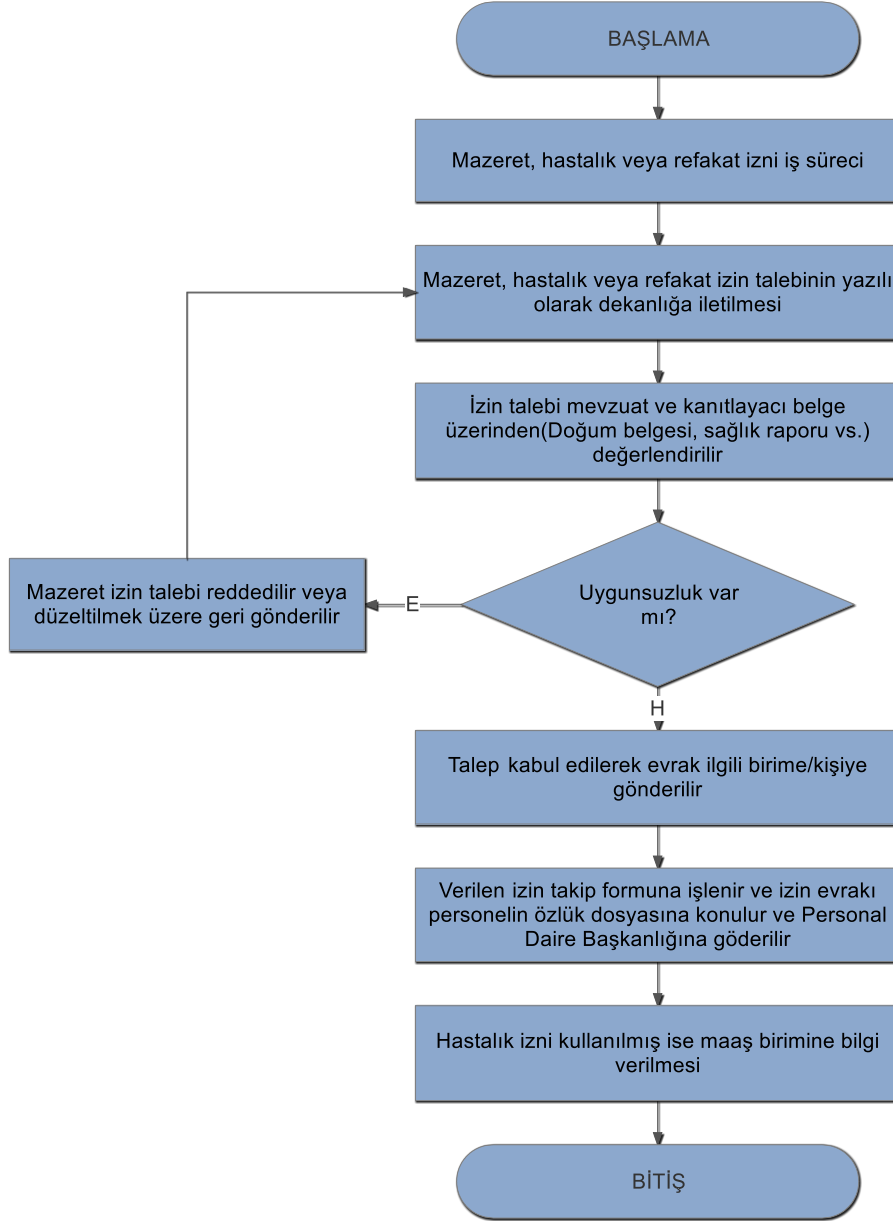 BAŞLAMA
Mazeret, hastalık veya refakat izni iş süreci
Mazeret, hastalık veya refakat izin talebinin yazılı
olarak dekanlığa iletilmesi
İzin talebi mevzuat ve kanıtlayacı belge
üzerinden(Doğum belgesi, sağlık raporu vs.)
değerlendirilir
Uygunsuzluk var
mı?
E
Mazeret izin talebi reddedilir veya
düzeltilmek üzere geri gönderilir
H
Talep kabul edilerek evrak ilgili birime/kişiye
gönderilir
Verilen izin takip formuna işlenir ve izin evrakı
personelin özlük dosyasına konulur ve Personal
Daire Başkanlığına göderilir
Hastalık izni kullanılmış ise maaş birimine bilgi
verilmesi
BİTİŞ